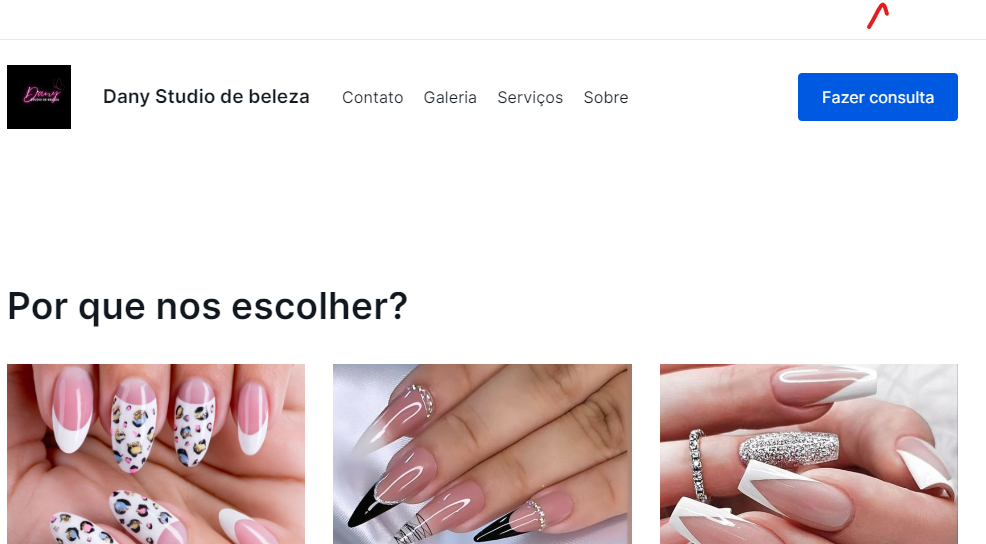 Dany
STUDIO DE BELEZA
Dany Studio de beleza
Contato
Galeria
Serviços
Sobre
Fazer consulta
Por que nos escolher?